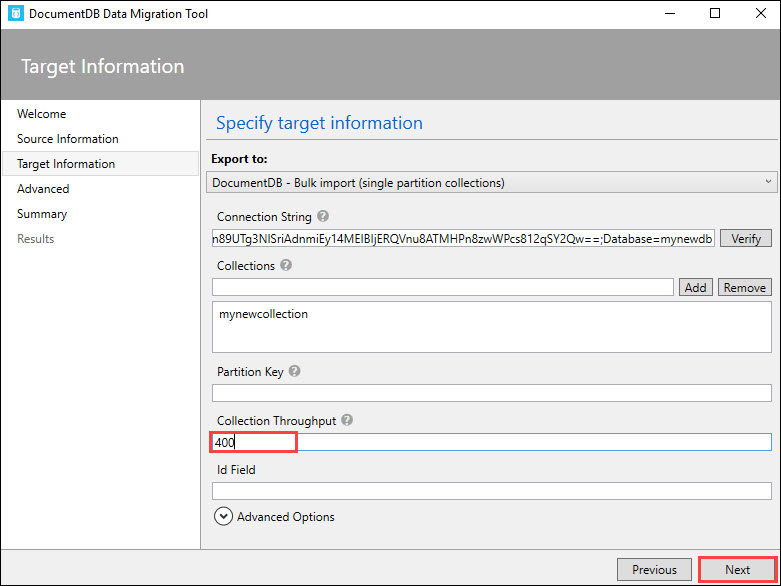 DocumentDB Data Migration Tool
Target Information
Welcome
Source Information
Target Information
Advanced
Summary
Results
Specify target information
Export to:
DocumentDB - Bulk import (single partition collections)
Connection String ?
n89UTg3NISriAdnmiEy14MEIBIjERQVnu8ATMHPn8zwWPcs812qSY2Qw==;Database=mynewdb Verify
Collections ?
Add Remove
mynewcollection
Partition Key ?
Collection Throughput ?
400
Id Field
Advanced Options
Previous Next